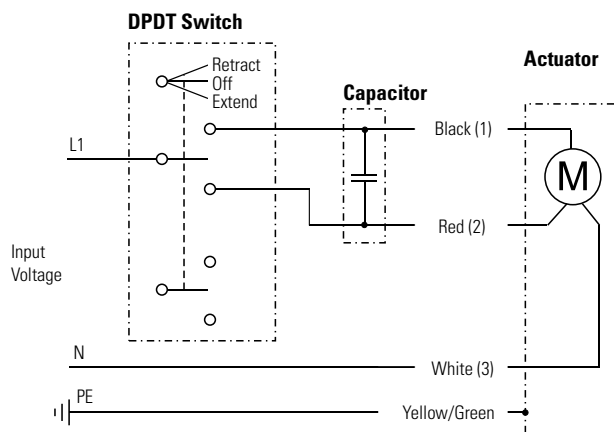 DPDT Switch
Retract
Off
Extend
Actuator
Capacitor
Black (1)
L1
M
Red (2)
Input
Voltage
N
White (3)
PE
Yellow/Green